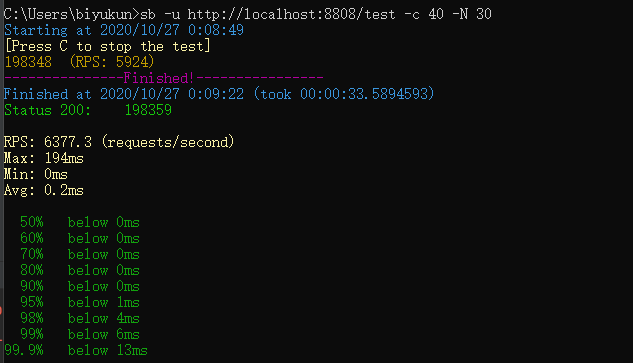 C:\Users\biyukun>sb -u http://localhost:8808/test -c 40 -N 30
Starting at 2020/10/27 0:08:49
[Press C to stop the test]
198348  (RPS: 5924)
---------------Finished!----------------
Finished at 2020/10/27 0:09:22 (took 00:00:33.5894593)
Status 200:    198359
RPS: 6377.3 (requests/second)
Max: 194ms
Min: 0ms
Avg: 0.2ms
50%   below 0ms
60%   below 0ms
70%   below 0ms
80%   below 0ms
90%   below 0ms
95%   below 1ms
98%   below 4ms
99%   below 6ms
99.9%   below 13ms